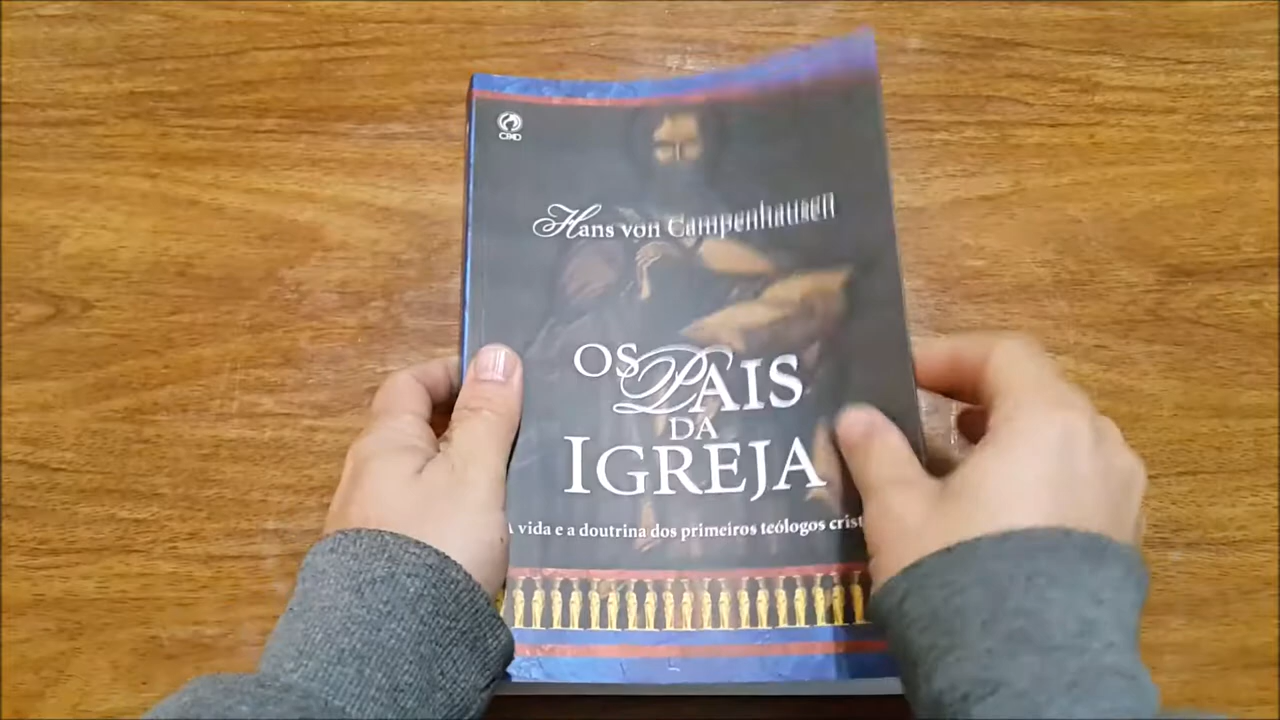 CPAD
Hans von Campenhausen
OS PAIS
DA
IGREJA
A vida e a doutrina dos primeiros teólogos crist